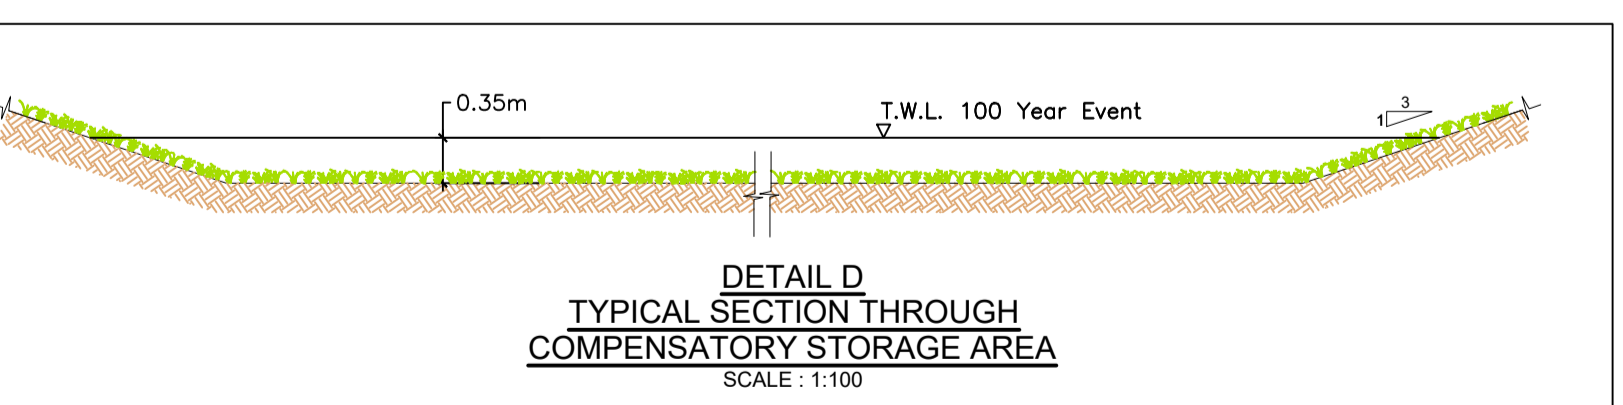 0.35m
T.W.L. 100 Year Event
3
1
DETAIL D
TYPICAL SECTION THROUGH
COMPENSATORY STORAGE AREA
SCALE : 1:100